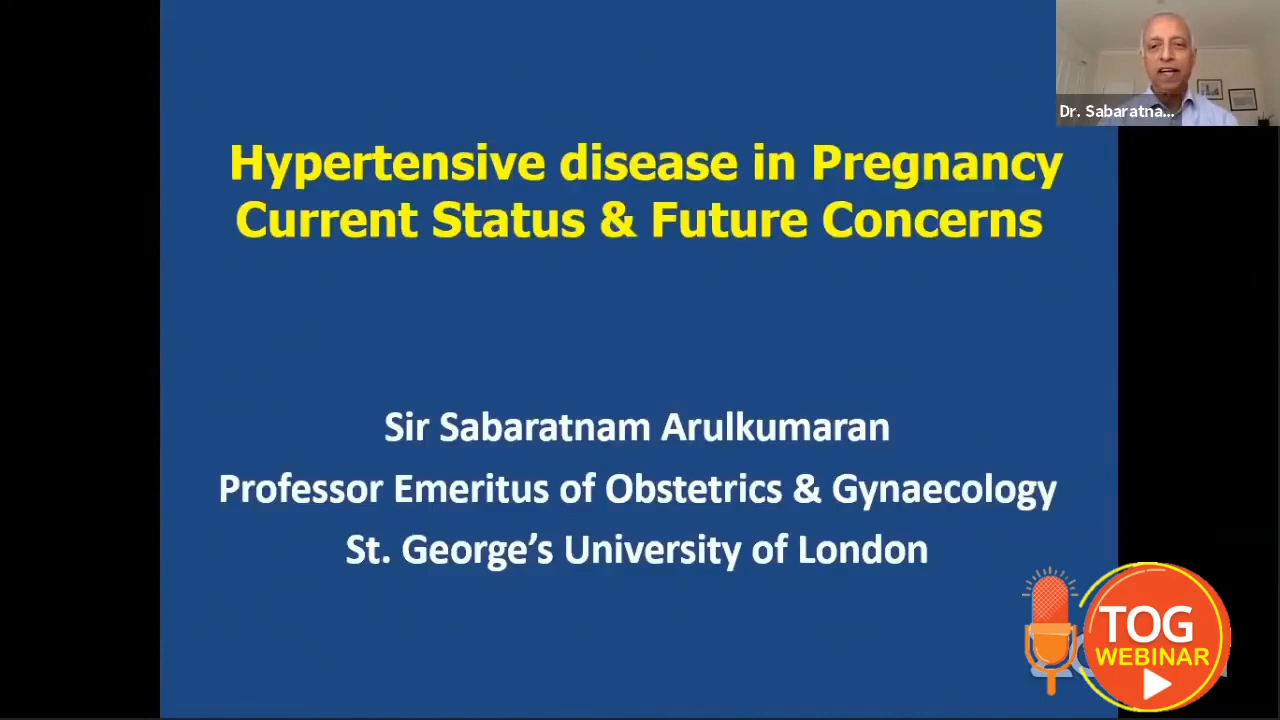 Dr. Sabaratna...
Hypertensive disease in Pregnancy
Current Status & Future Concerns
Sir Sabaratnam Arulkumaran
Professor Emeritus of Obstetrics & Gynaecology
St. George’s University of London
TOG
WEBINAR